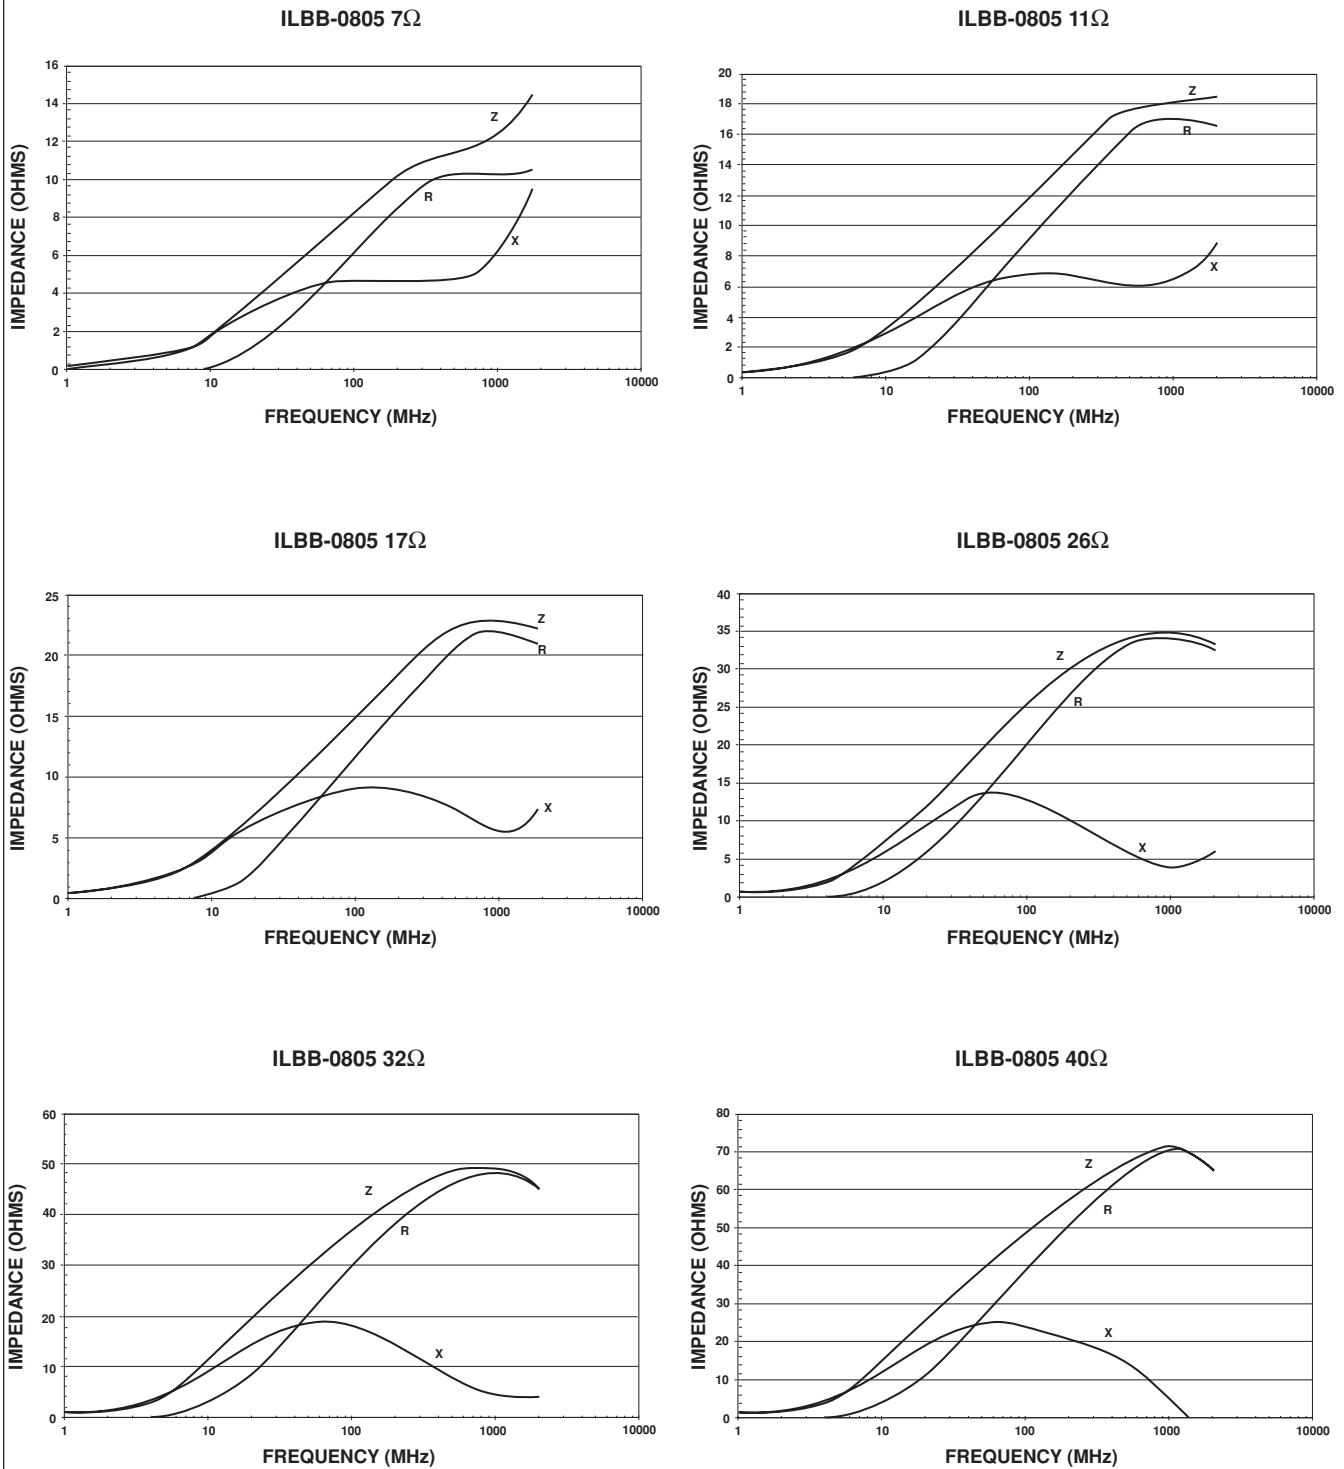 ILBB-0805 7Ω
IMPEDANCE (OHMS)
16
14
12
10
8
6
4
2
0
1
10
100
1000
10000
Z
R
X
FREQUENCY (MHz)
ILBB-0805 11Ω
IMPEDANCE (OHMS)
20
18
16
14
12
10
8
6
4
2
0
1
10
100
1000
10000
Z
R
X
FREQUENCY (MHz)
ILBB-0805 17Ω
IMPEDANCE (OHMS)
25
20
15
10
5
0
1
10
100
1000
10000
Z
R
X
FREQUENCY (MHz)
ILBB-0805 26Ω
IMPEDANCE (OHMS)
40
35
30
25
20
15
10
5
0
1
10
100
1000
10000
Z
R
X
FREQUENCY (MHz)
ILBB-0805 32Ω
IMPEDANCE (OHMS)
60
50
40
30
20
10
0
1
10
100
1000
10000
Z
R
X
FREQUENCY (MHz)
ILBB-0805 40Ω
IMPEDANCE (OHMS)
80
70
60
50
40
30
20
10
0
1
10
100
1000
10000
Z
R
X
FREQUENCY (MHz)